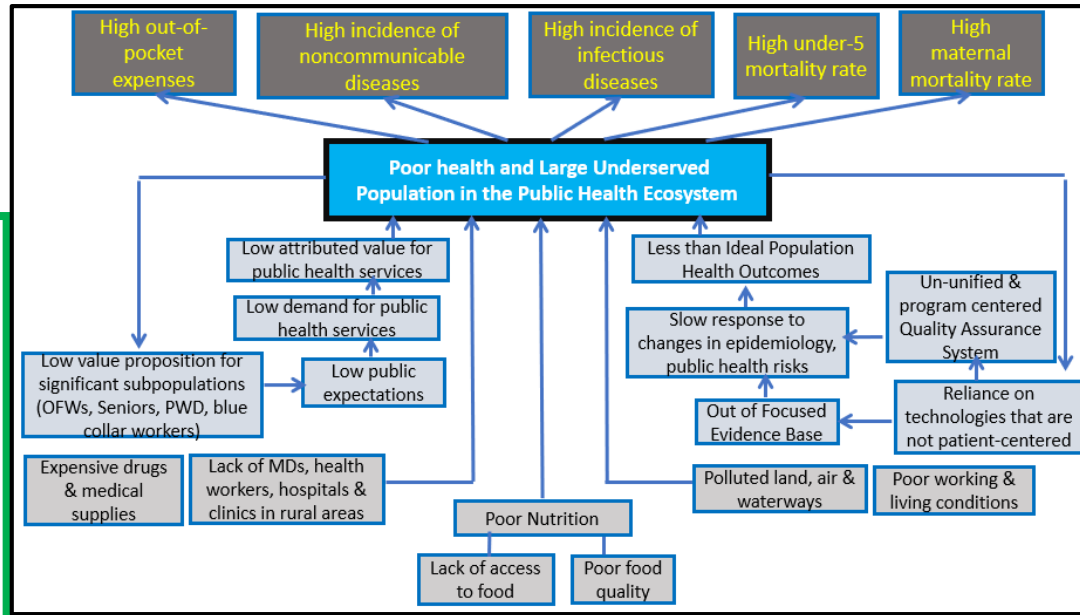 High out-of-
pocket
expenses
High incidence of
noncommunicable
diseases
High incidence of
infectious
diseases
High under-5
mortality rate
High
maternal
mortality rate
Poor health and Large Underserved
Population in the Public Health Ecosystem
Low attributed value for
public health services
Less than Ideal Population
Health Outcomes
Low demand for public
health services
Slow response to
changes in epidemiology,
public health risks
Un-unified &
program centered
Quality Assurance
System
Low value proposition for
significant subpopulations
(OFWs, Seniors, PWD, blue
collar workers)
Low public
expectations
Out of Focused
Evidence Base
Reliance on
technologies that are
not patient-centered
Expensive drugs
& medical
supplies
Lack of MDs, health
workers, hospitals &
clinics in rural areas
Poor Nutrition
Polluted land, air &
waterways
Poor working &
living conditions
Lack of access
to food
Poor food
quality